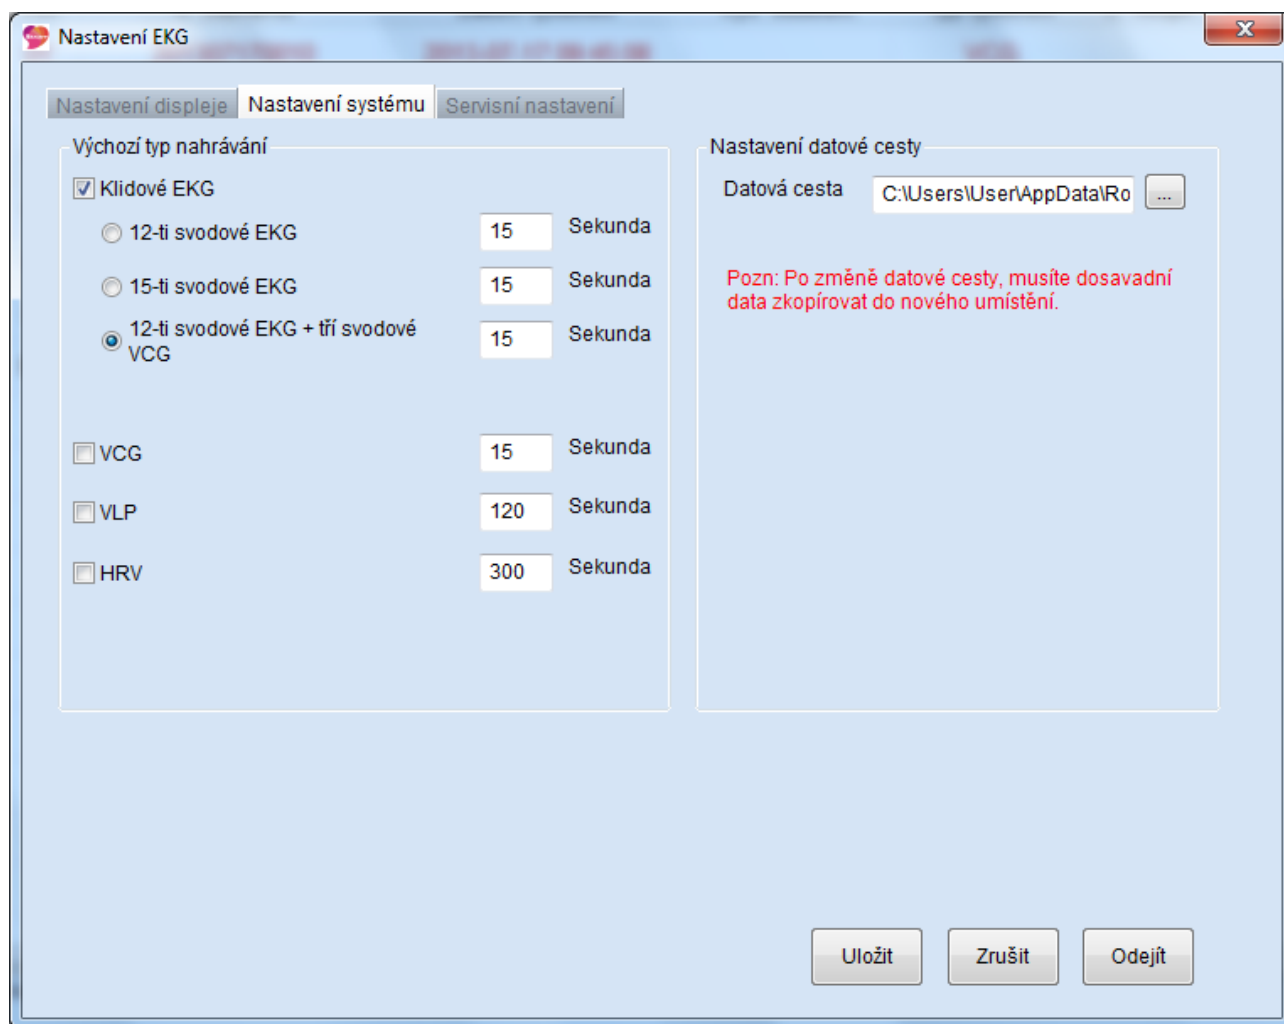 Nastavení EKG
Nastavení displeje Nastavení systému Servisní nastavení
Výchozí typ nahrávání
Klidové EKG
12-ti svodové EKG 15 Sekunda
15-ti svodové EKG 15 Sekunda
12-ti svodové EKG + tří svodové
VCG 15 Sekunda
VCG 15 Sekunda
VLP 120 Sekunda
HRV 300 Sekunda
Nastavení datové cesty
Datová cesta C:\Users\User\AppData\Ro ...
Pozn: Po změně datové cesty, musíte dosavadní
data zkopírovat do nového umístění.
Uložit Zrušit Odejít